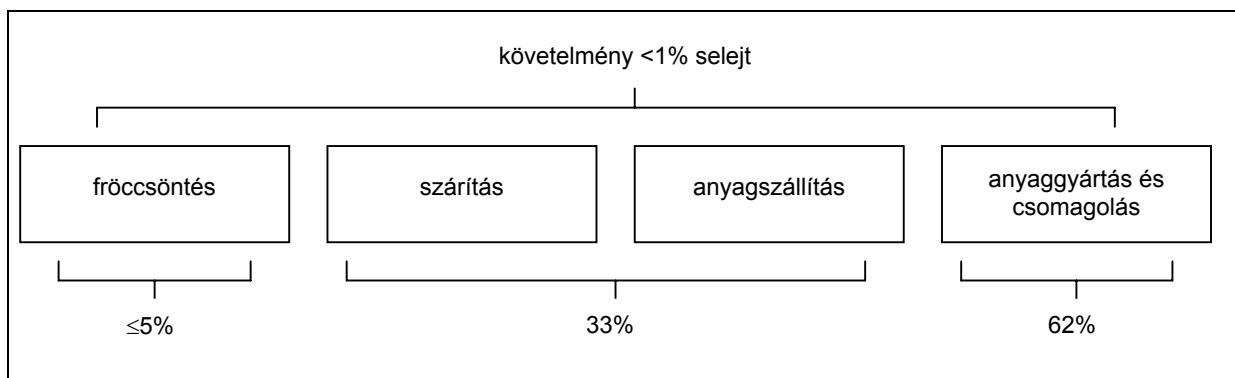 követelmény <1% selejt
fröccsöntés
szárítás
anyagszállítás
anyaggyártás és
csomagolás
≤5%
33%
62%